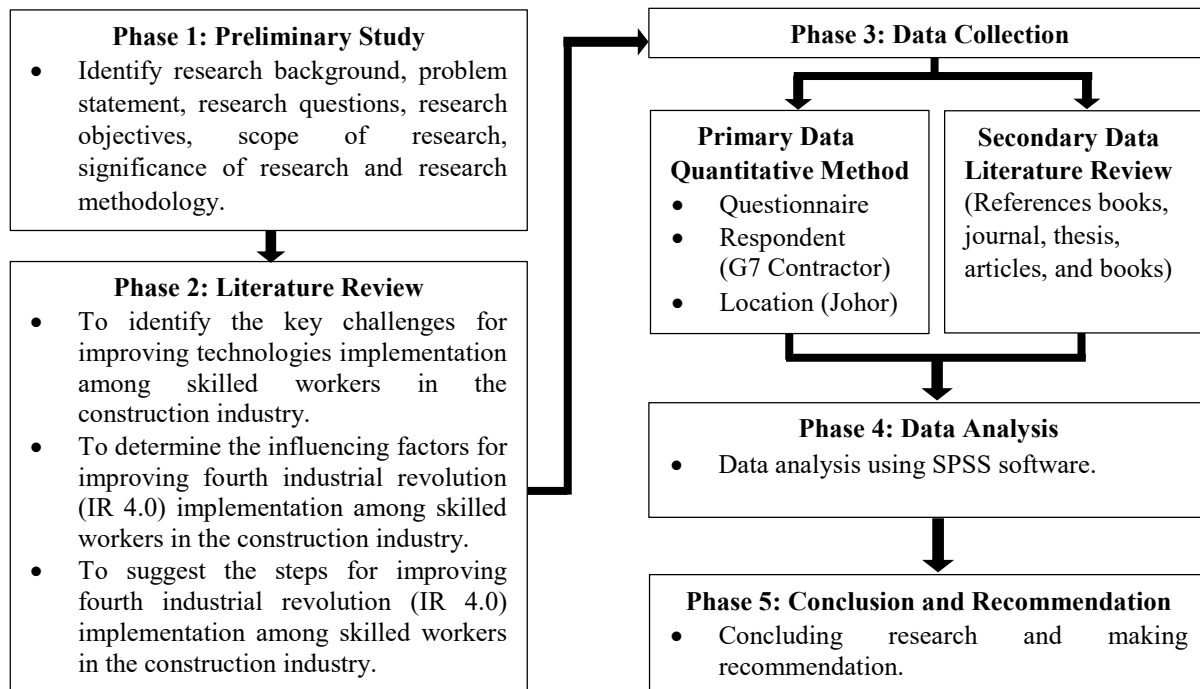 Phase 1: Preliminary Study
• Identify research background, problem
statement, research questions, research
objectives, scope of research,
significance of research and research
methodology.
Phase 2: Literature Review
• To identify the key challenges for
improving technologies implementation
among skilled workers in the
construction industry.
• To determine the influencing factors for
improving fourth industrial revolution
(IR 4.0) implementation among skilled
workers in the construction industry.
• To suggest the steps for improving
fourth industrial revolution (IR 4.0)
implementation among skilled workers
in the construction industry.
Phase 3: Data Collection
Primary Data
Quantitative Method
• Questionnaire
• Respondent
(G7 Contractor)
• Location (Johor)
Secondary Data
Literature Review
(References books,
journal, thesis,
articles, and books)
Phase 4: Data Analysis
• Data analysis using SPSS software.
Phase 5: Conclusion and Recommendation
• Concluding research and making
recommendation.